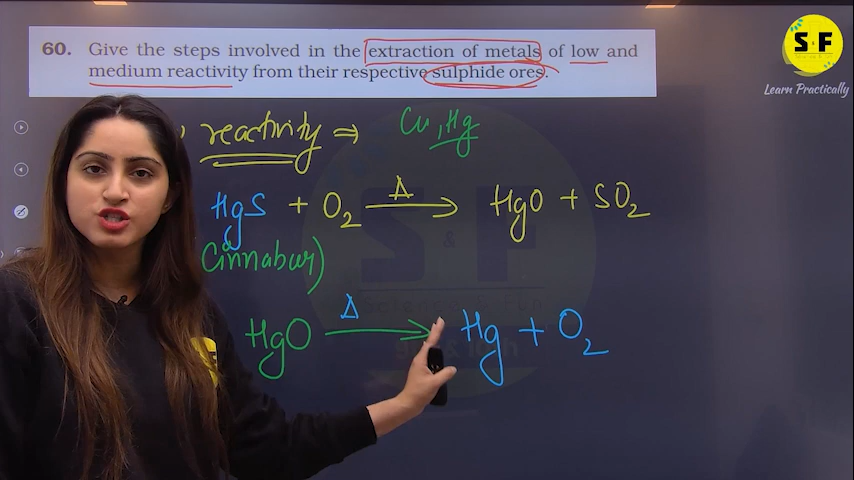 60. Give the steps involved in the extraction of metals of low and
medium reactivity from their respective sulphide ores.
S&F
Learn Practically
reactivity ⇒ Cu, Hg
HgS + O2 Δ→ HgO + SO2
Cinnabar)
HgO Δ→ Hg + O2
S&F